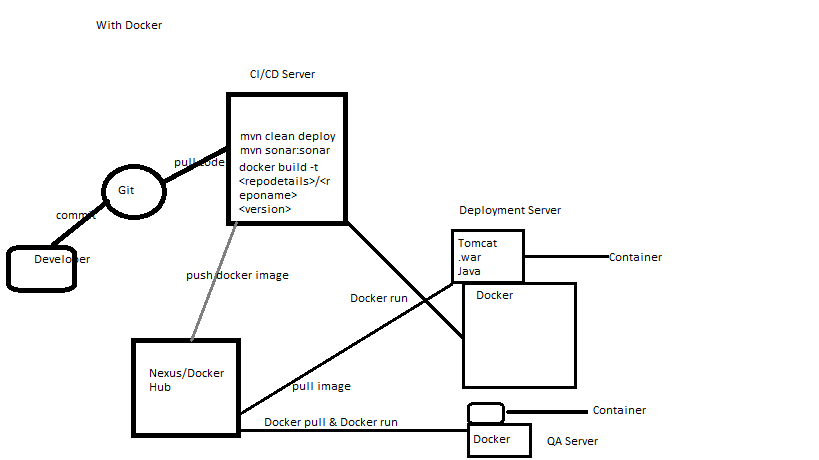 With Docker
CI/CD Server
mvn clean deploy
mvn sonar:sonar
docker build -t
<repodetails>/<r
eponame>
<version>
pull code
Git
commit
Developer
push docker image
Nexus/Docker
Hub
Deployment Server
Tomcat
.war
Java
Container
Docker
Docker run
pull image
Docker pull & Docker run
Container
Docker
QA Server